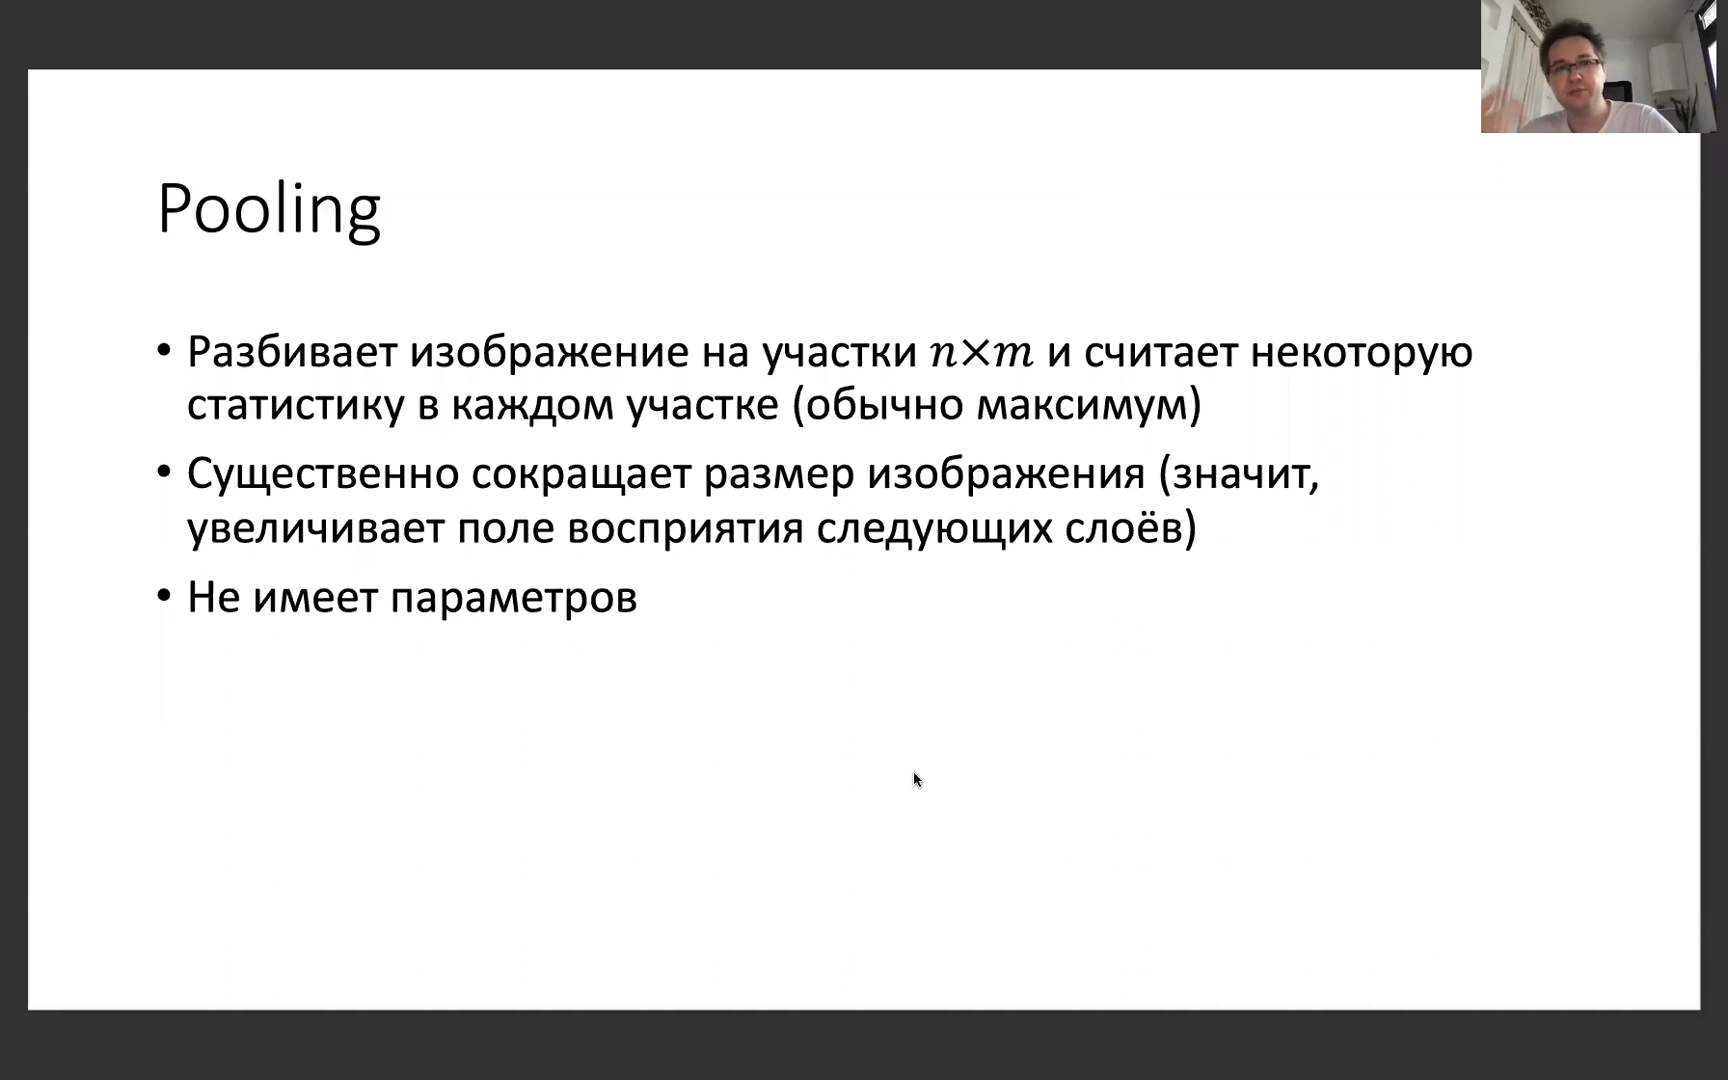 Pooling
• Разбивает изображение на участки n×m и считает некоторую
статистику в каждом участке (обычно максимум)
• Существенно сокращает размер изображения (значит,
увеличивает поле восприятия следующих слоёв)
• Не имеет параметров